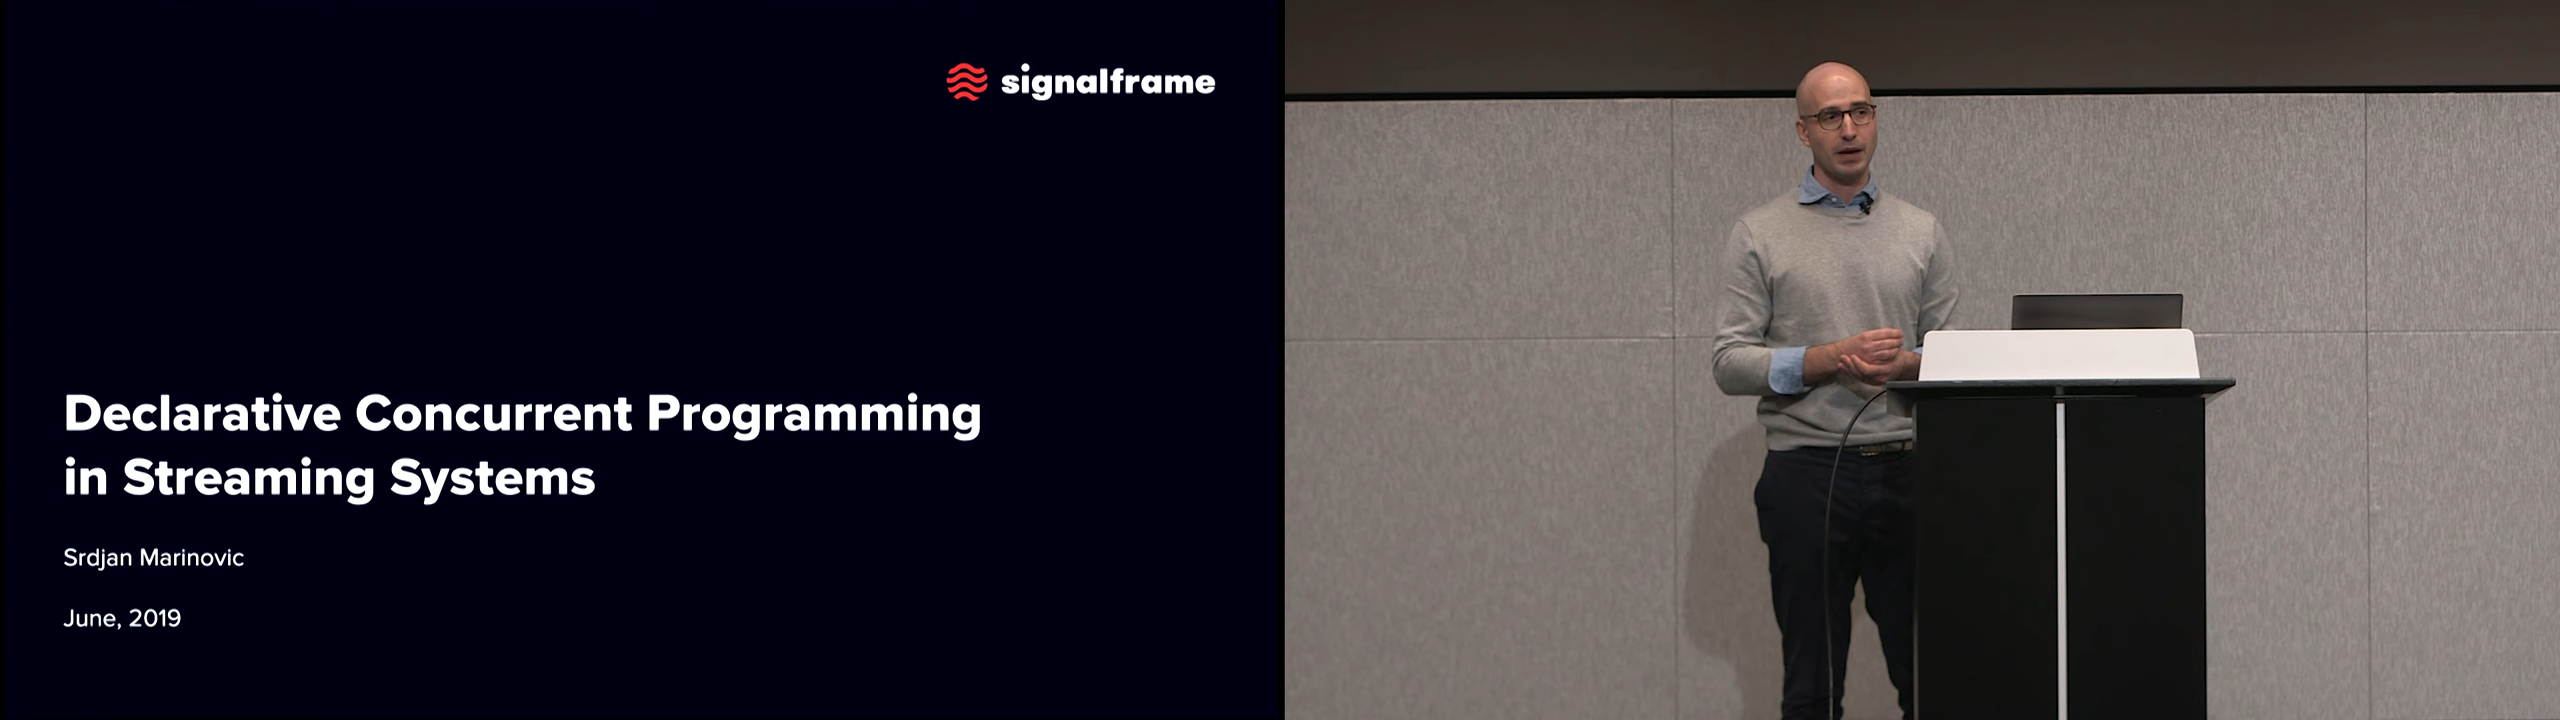 signalframe
Declarative Concurrent Programming
in Streaming Systems
Srdjan Marinovic
June, 2019